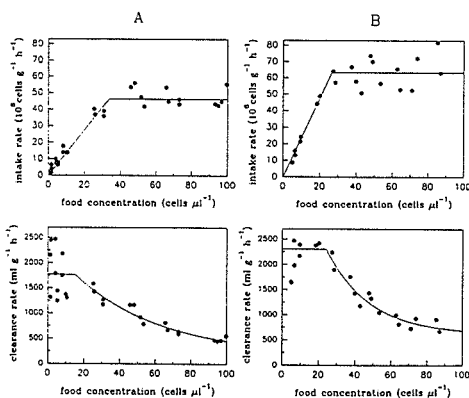 A
B
80
70
60
50
40
30
20
10
0
intake rate (10⁶cells g⁻¹ h⁻¹)
0 20 40 60 80 100
food concentration (cells μl⁻¹)
80
70
60
50
40
30
20
10
0
intake rate (10⁶ cells g⁻¹ h⁻¹)
0 20 40 60 80 100
food concentration (cells μl⁻¹)
2500
2000
1500
1000
500
0
clearance rate (ml g⁻¹ h⁻¹)
0 20 40 60 80 100
food concentration (cells μl⁻¹)
2500
2000
1500
1000
500
0
clearance rate (ml g⁻¹ h⁻¹)
0 20 40 60 80 100
food concentration (cells μl⁻¹)